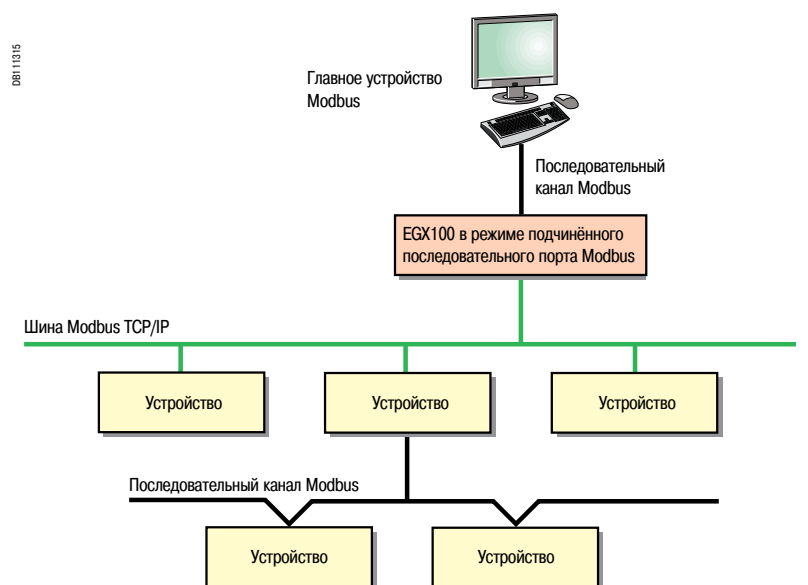 DB111315
Главное устройство
Modbus
Последовательный
канал Modbus
EGX100 в режиме подчинённого
последовательного порта Modbus
Шина Modbus TCP/IP
Устройство
Устройство
Устройство
Последовательный канал Modbus
Устройство
Устройство